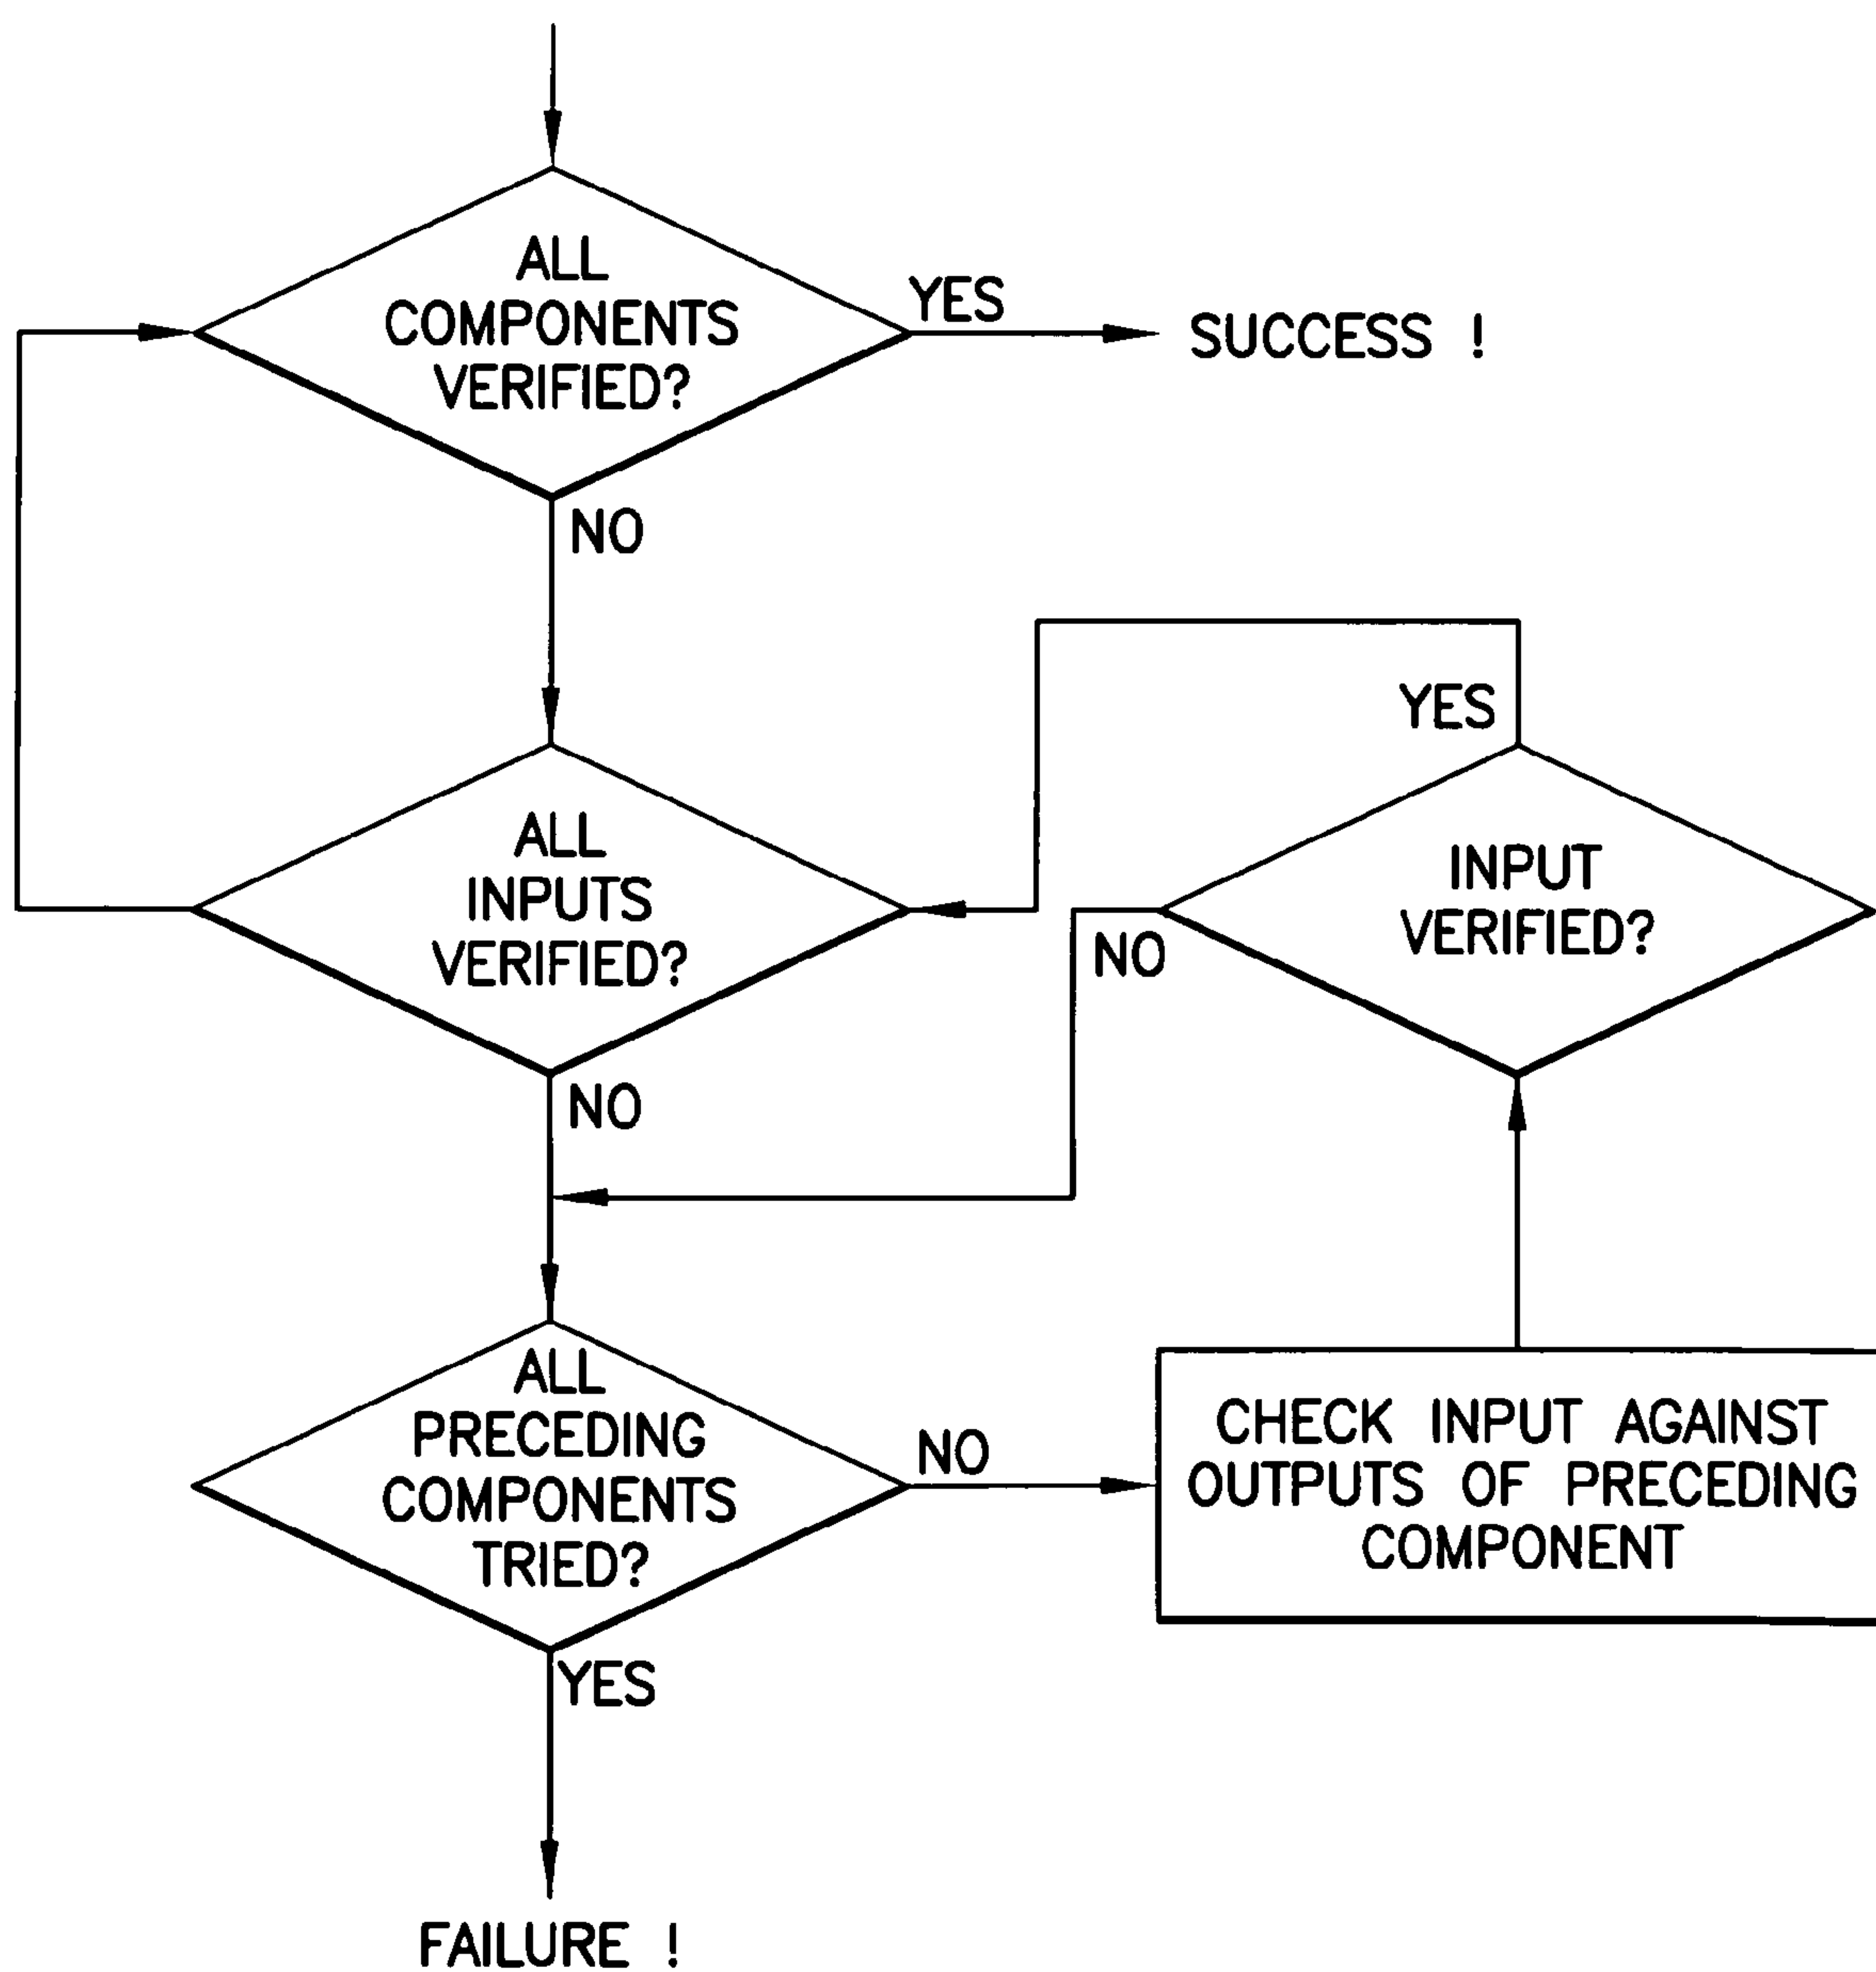 ALL
COMPONENTS
VERIFIED?
YES
SUCCESS !
NO
YES
ALL
INPUTS
VERIFIED?
INPUT
VERIFIED?
NO
NO
ALL
PRECEDING
COMPONENTS
TRIED?
NO
CHECK INPUT AGAINST
OUTPUTS OF PRECEDING
COMPONENT
YES
FAILURE !